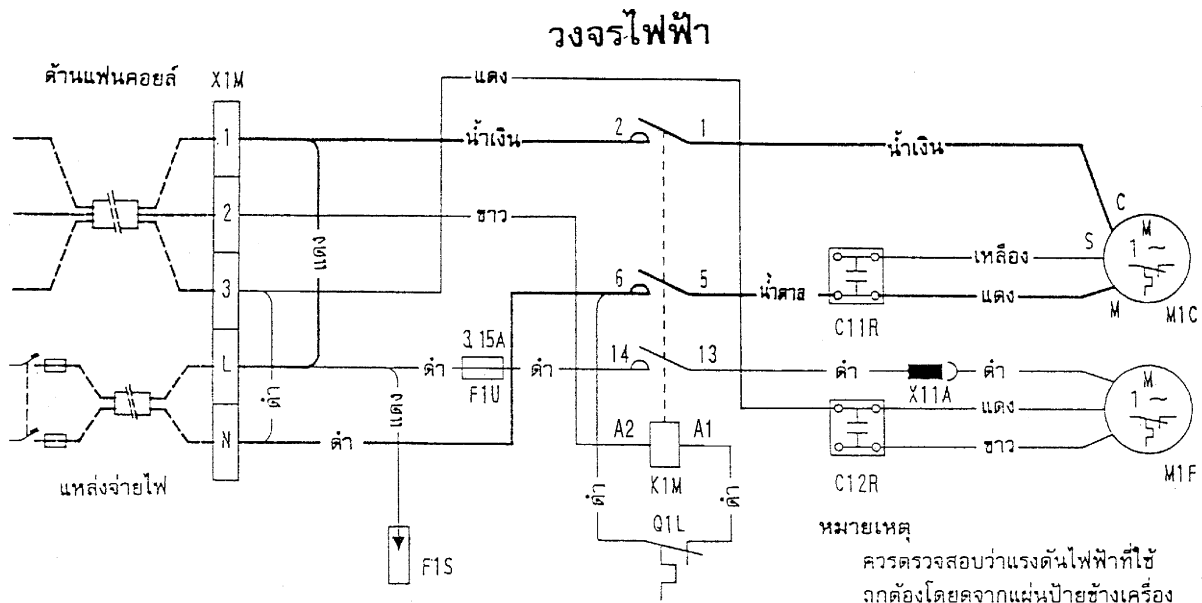 วงจรไฟฟ้า
ด้านแฟนคอยล์ X1M
แดง
1 น้ำเงิน 2 1 น้ำเงิน
2 ขาว
C
S M 1 ~
แดง
เหลือง
3 6 5 น้ำตาล แดง
C11R M M1C
3.15A
L ดำ F1U ดำ 14 13 ดำ X11A ดำ
ดำ แดง แดง M 1 ~
N ดำ A2 A1 ขาว
แหล่งจ่ายไฟ K1M C12R M1F
ดำ ดำ
Q1L
F1S
หมายเหตุ
ควรตรวจสอบว่าแรงดันไฟฟ้าที่ใช้
ถูกต้องโดยดูจากแผ่นป้ายข้างเครื่อง